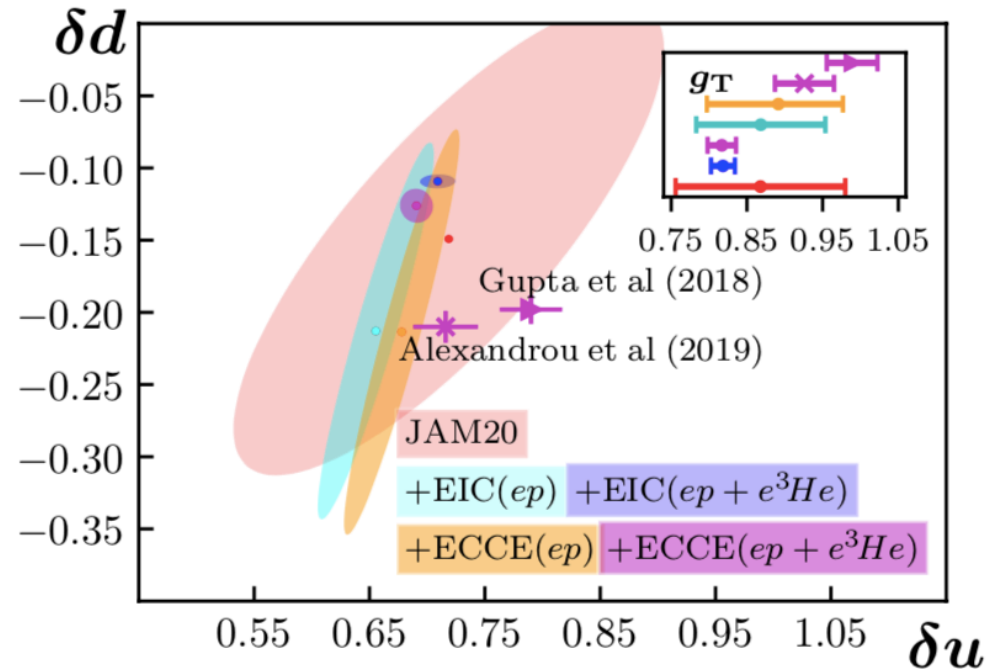 δd
−0.05
−0.10
−0.15
−0.20
−0.25
−0.30
−0.35
g_T
0.75 0.85 0.95 1.05
Gupta et al (2018)
Alexandrou et al (2019)
JAM20
+EIC(ep) +EIC(ep + e³He)
+ECCE(ep) +ECCE(ep + e³He)
0.55 0.65 0.75 0.85 0.95 1.05
δu